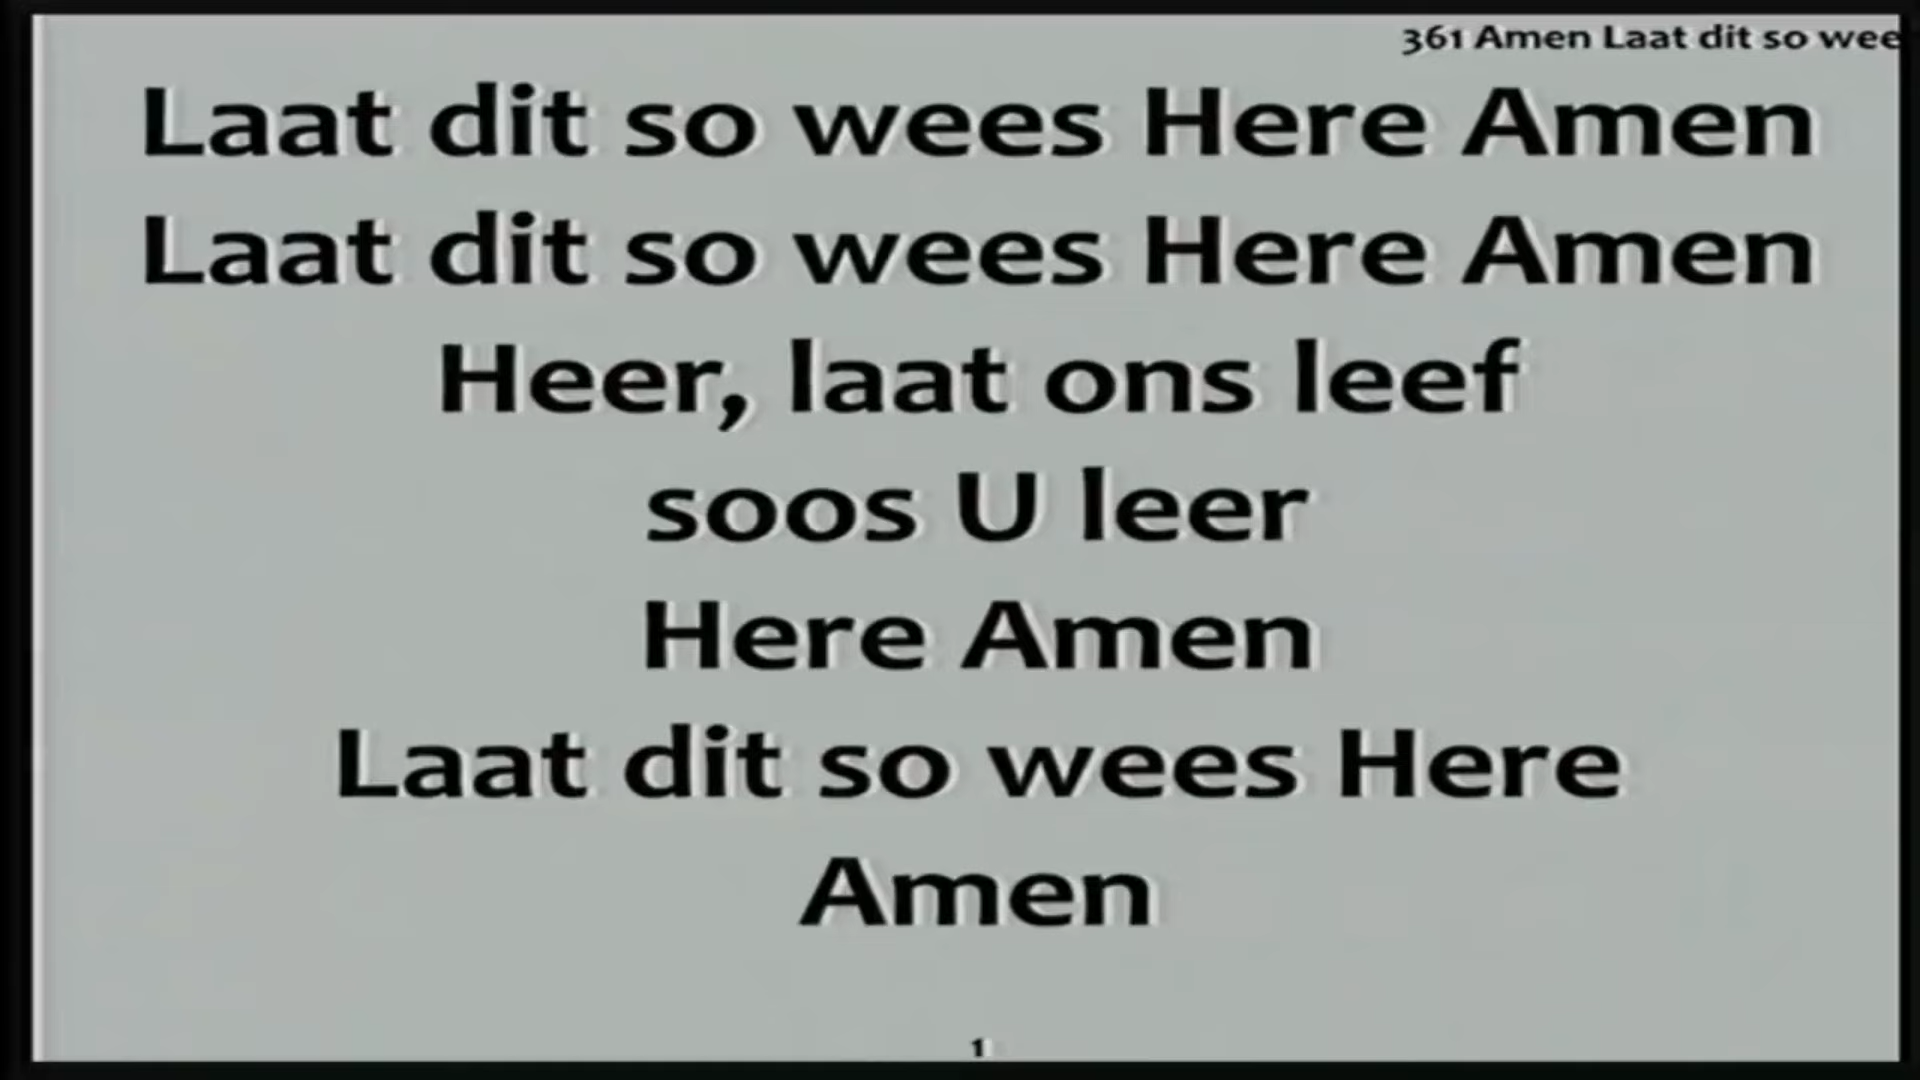 361 Amen Laat dit so wee
Laat dit so wees Here Amen
Laat dit so wees Here Amen
Heer, laat ons leef
soos U leer
Here Amen
Laat dit so wees Here
Amen
1